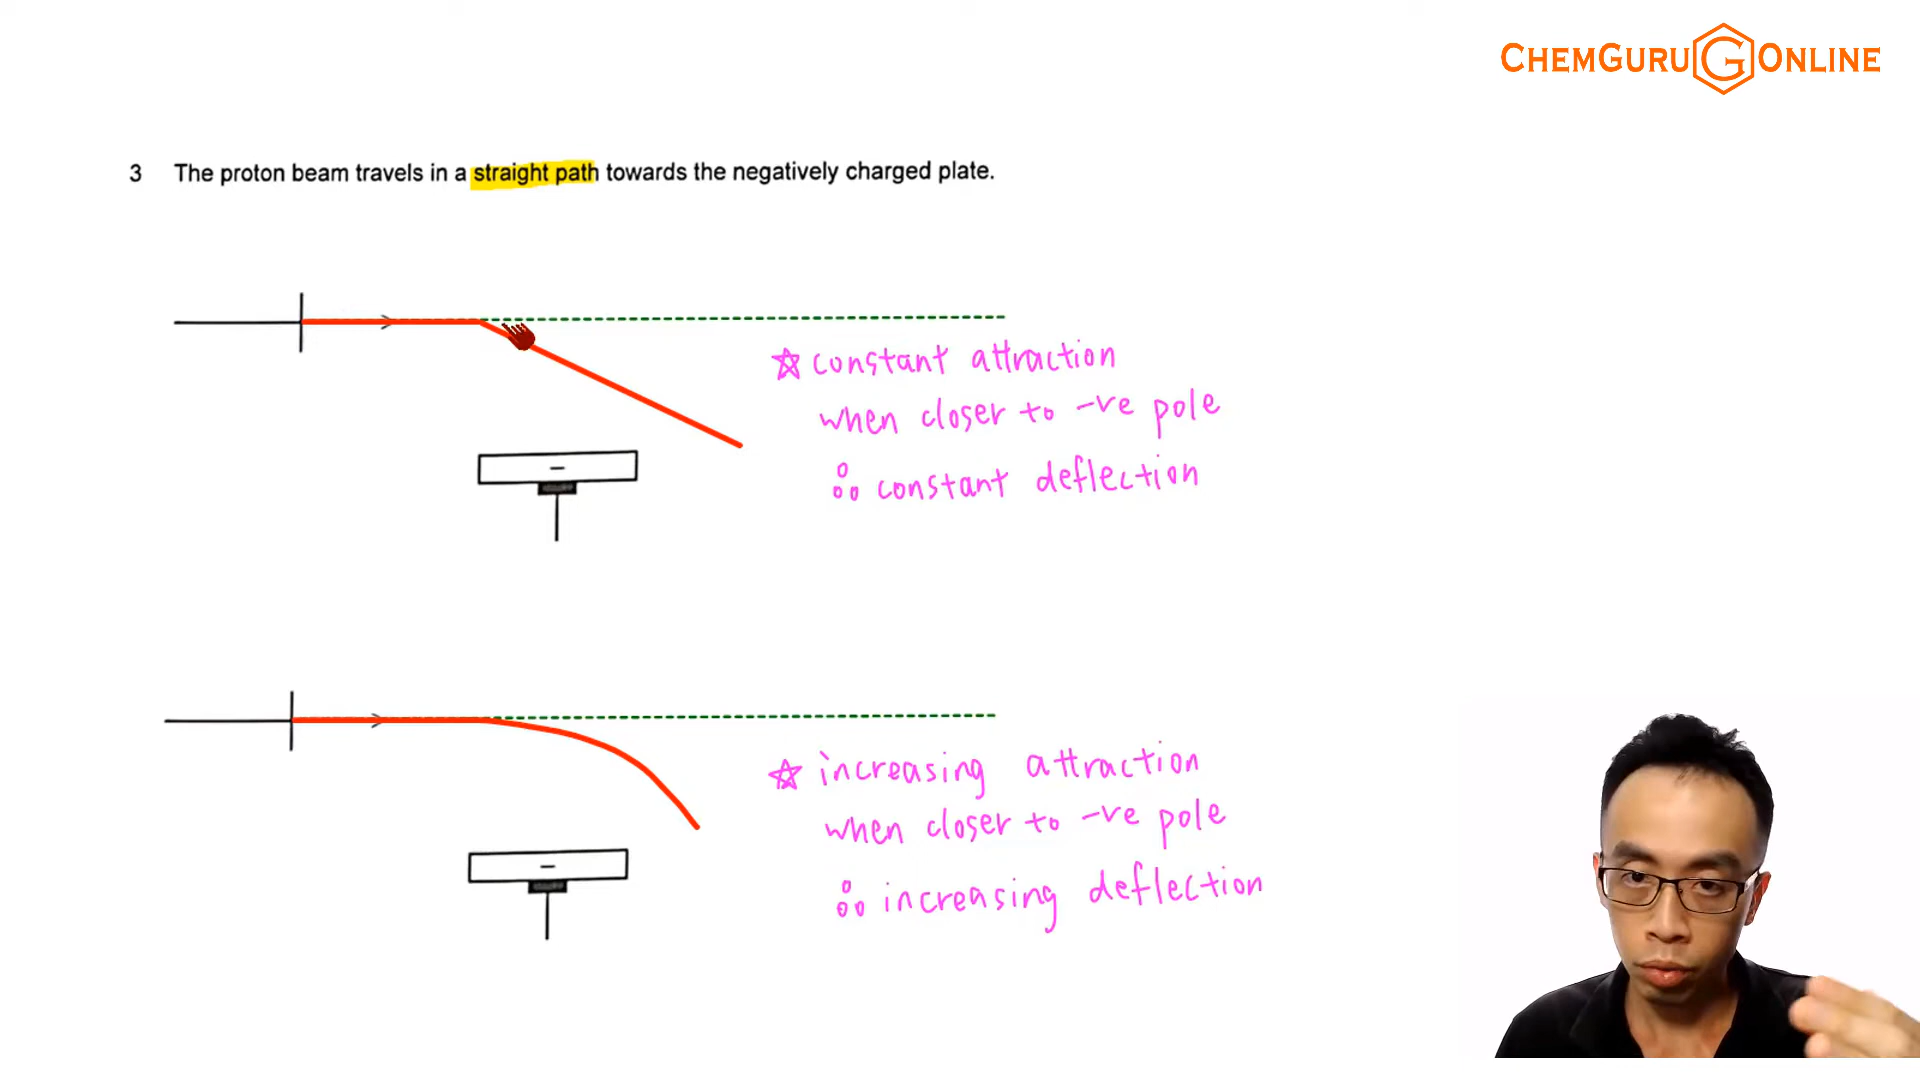 CHEMGURU G ONLINE
3 The proton beam travels in a straight path towards the negatively charged plate.
☆ constant attraction
when closer to -ve pole
∴ constant deflection
−
☆ increasing attraction
when closer to -ve pole
∴ increasing deflection
−